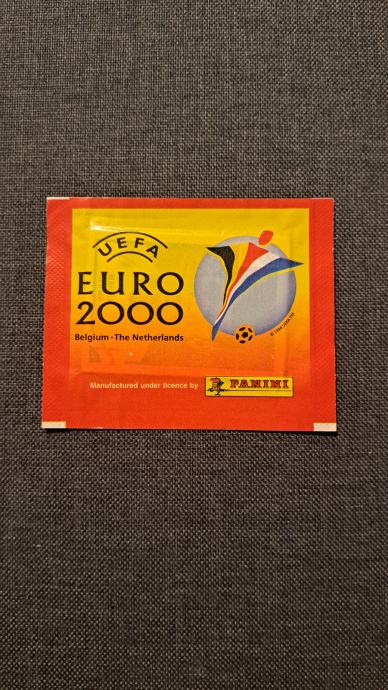 UEFA
EURO
2000
Belgium - The Netherlands
Manufactured under licence by
PANINI